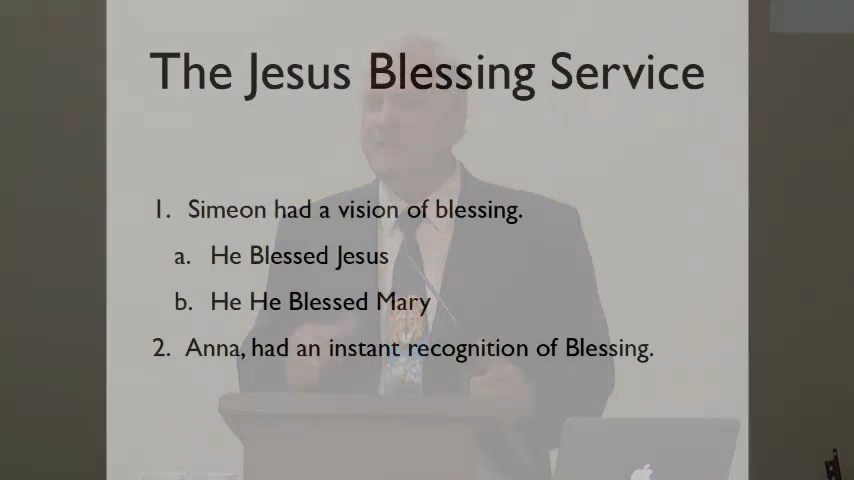 The Jesus Blessing Service
1. Simeon had a vision of blessing.
a. He Blessed Jesus
b. He He Blessed Mary
2. Anna, had an instant recognition of Blessing.